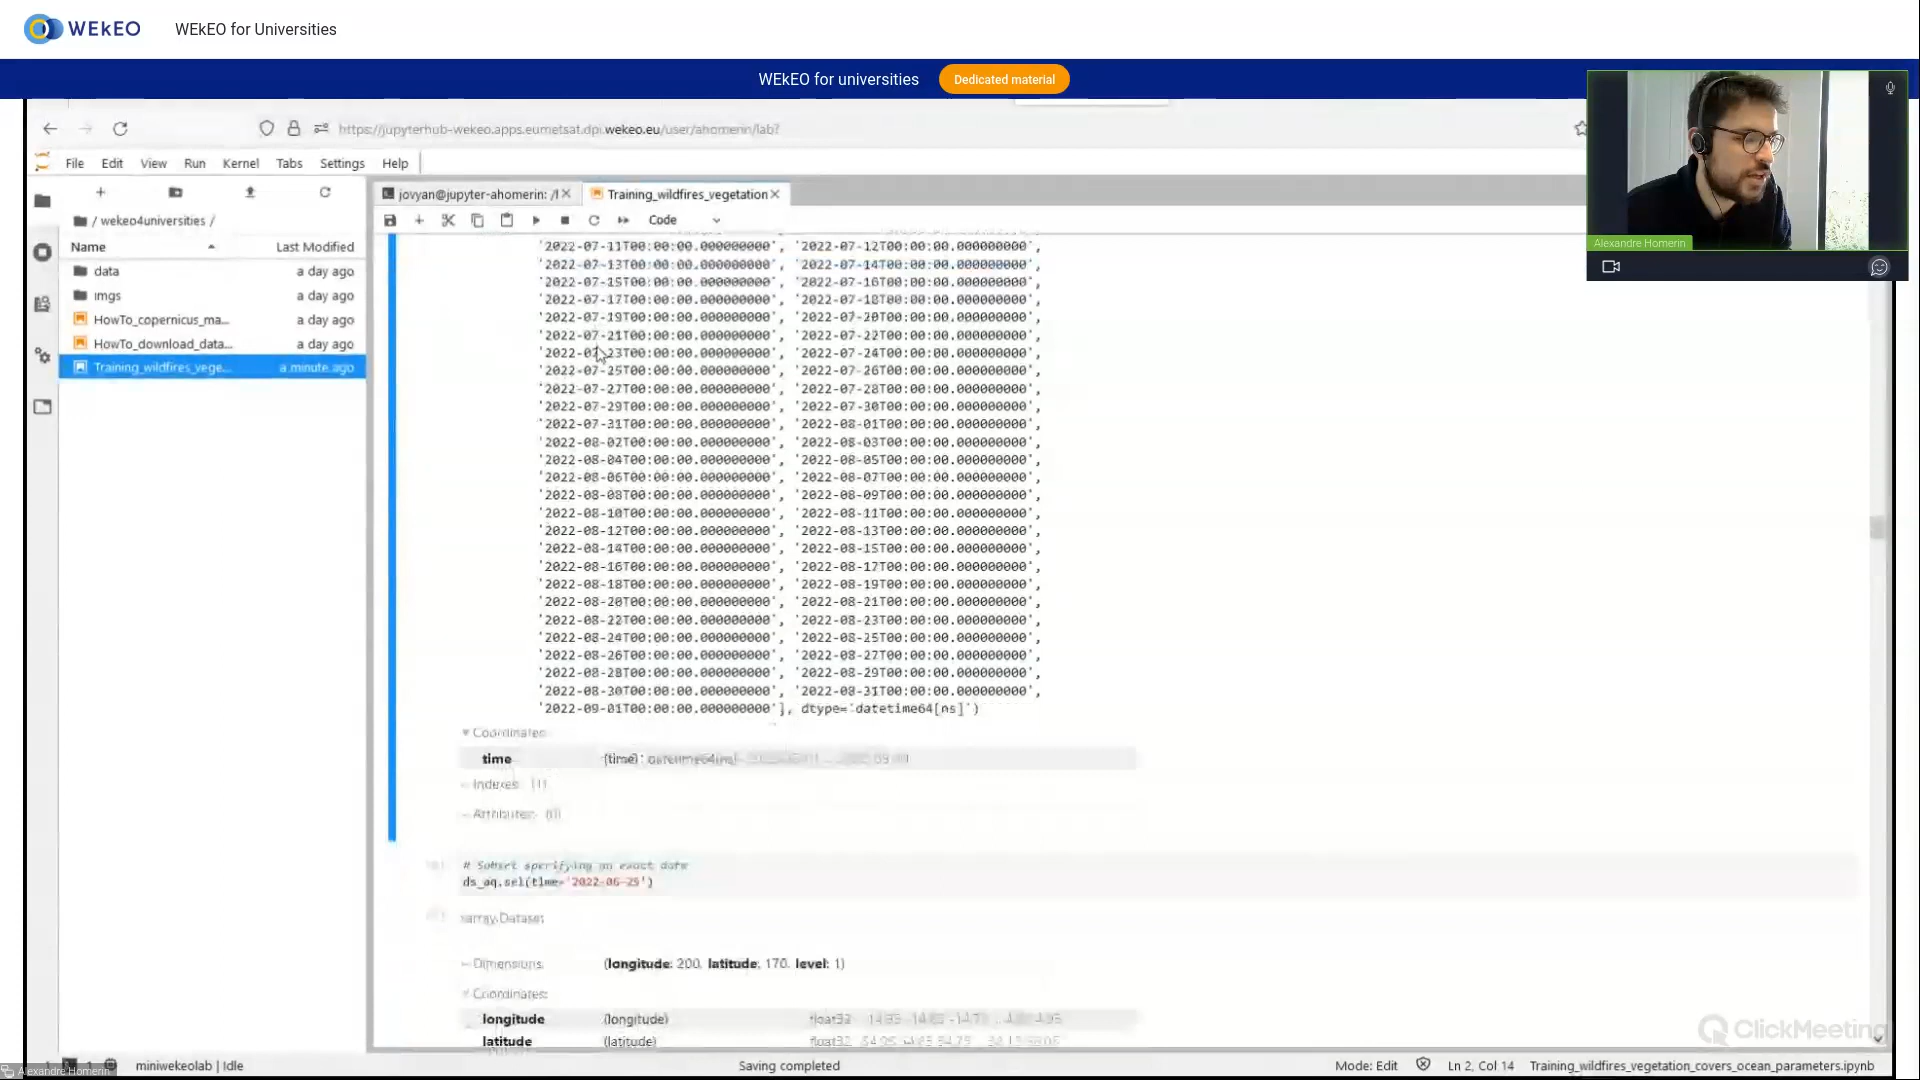 WEkEO WEkEO for Universities
WEkEO for universities Dedicated material
https://jupyterhub-wekeo.apps.eumetsat.dpi.wekeo.eu/user/ahomerin/lab?
File Edit View Run Kernel Tabs Settings Help
jovyan@jupyter-ahomerin: /l Training_wildfires_vegetation
Code
/ wekeo4universities /
Name Last Modified
data a day ago
imgs a day ago
HowTo_copernicus_ma... a day ago
HowTo_download_data... a day ago
Training_wildfires_vege... a minute ago
'2022-07-11T00:00:00.000000000', '2022-07-12T00:00:00.000000000',
'2022-07-13T00:00:00.000000000', '2022-07-14T00:00:00.000000000',
'2022-07-15T00:00:00.000000000', '2022-07-16T00:00:00.000000000',
'2022-07-17T00:00:00.000000000', '2022-07-18T00:00:00.000000000',
'2022-07-19T00:00:00.000000000', '2022-07-20T00:00:00.000000000',
'2022-07-21T00:00:00.000000000', '2022-07-22T00:00:00.000000000',
'2022-07-23T00:00:00.000000000', '2022-07-24T00:00:00.000000000',
'2022-07-25T00:00:00.000000000', '2022-07-26T00:00:00.000000000',
'2022-07-27T00:00:00.000000000', '2022-07-28T00:00:00.000000000',
'2022-07-29T00:00:00.000000000', '2022-07-30T00:00:00.000000000',
'2022-07-31T00:00:00.000000000', '2022-08-01T00:00:00.000000000',
'2022-08-02T00:00:00.000000000', '2022-08-03T00:00:00.000000000',
'2022-08-04T00:00:00.000000000', '2022-08-05T00:00:00.000000000',
'2022-08-06T00:00:00.000000000', '2022-08-07T00:00:00.000000000',
'2022-08-08T00:00:00.000000000', '2022-08-09T00:00:00.000000000',
'2022-08-10T00:00:00.000000000', '2022-08-11T00:00:00.000000000',
'2022-08-12T00:00:00.000000000', '2022-08-13T00:00:00.000000000',
'2022-08-14T00:00:00.000000000', '2022-08-15T00:00:00.000000000',
'2022-08-16T00:00:00.000000000', '2022-08-17T00:00:00.000000000',
'2022-08-18T00:00:00.000000000', '2022-08-19T00:00:00.000000000',
'2022-08-20T00:00:00.000000000', '2022-08-21T00:00:00.000000000',
'2022-08-22T00:00:00.000000000', '2022-08-23T00:00:00.000000000',
'2022-08-24T00:00:00.000000000', '2022-08-25T00:00:00.000000000',
'2022-08-26T00:00:00.000000000', '2022-08-27T00:00:00.000000000',
'2022-08-28T00:00:00.000000000', '2022-08-29T00:00:00.000000000',
'2022-08-30T00:00:00.000000000', '2022-08-31T00:00:00.000000000',
'2022-09-01T00:00:00.000000000'], dtype='datetime64[ns]')
Coordinates:
time (time) datetime64[ns]
Indexes: (1)
Attributes: (0)
# Subset specifying an exact date
ds_aq.sel(time='2022-06-25')
xarray.Dataset
Dimensions: (longitude: 200, latitude: 170, level: 1)
Coordinates:
longitude (longitude) float32
latitude (latitude) float32
Alexandre Homerin
ClickMeeting
Alexandre Homerin
miniwekeolab | Idle Saving completed Mode: Edit Ln 2, Col 14 Training_wildfires_vegetation_covers_ocean_parameters.ipynb